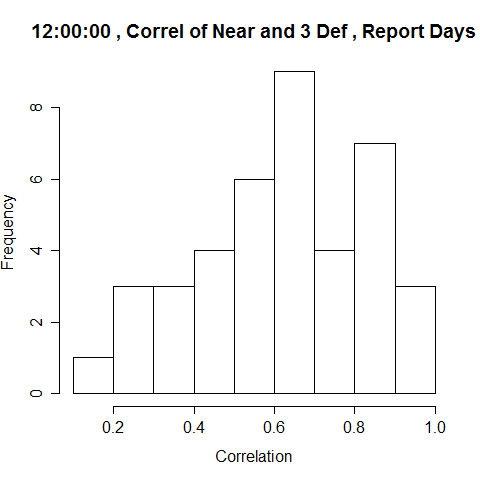 12:00:00 , Correl of Near and 3 Def , Report Days
Frequency
8
6
4
2
0
0.2 0.4 0.6 0.8 1.0
Correlation